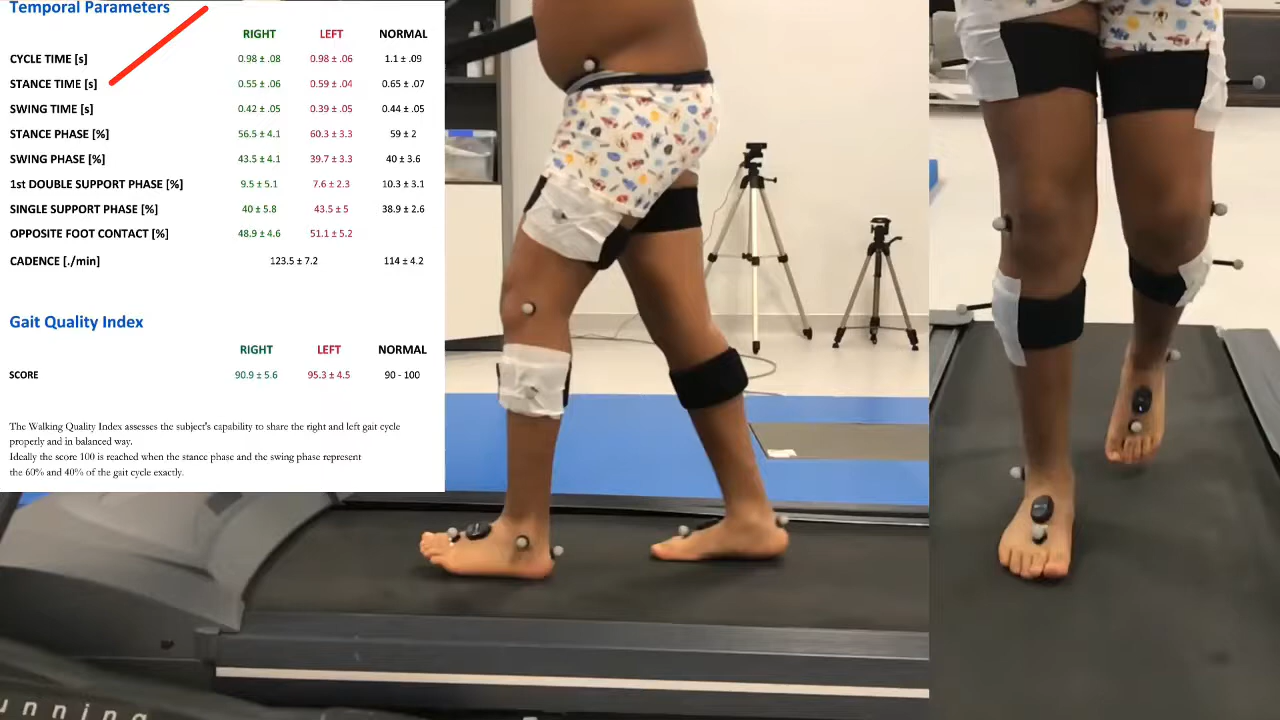 Temporal Parameters
RIGHT LEFT NORMAL
CYCLE TIME [s] 0.98 ± .08 0.98 ± .06 1.1 ± .09
STANCE TIME [s] 0.55 ± .06 0.59 ± .04 0.65 ± .07
SWING TIME [s] 0.42 ± .05 0.39 ± .05 0.44 ± .05
STANCE PHASE [%] 56.5 ± 4.1 60.3 ± 3.3 59 ± 2
SWING PHASE [%] 43.5 ± 4.1 39.7 ± 3.3 40 ± 3.6
1st DOUBLE SUPPORT PHASE [%] 9.5 ± 5.1 7.6 ± 2.3 10.3 ± 3.1
SINGLE SUPPORT PHASE [%] 40 ± 5.8 43.5 ± 5 38.9 ± 2.6
OPPOSITE FOOT CONTACT [%] 48.9 ± 4.6 51.1 ± 5.2
CADENCE [./min] 123.5 ± 7.2 114 ± 4.2
Gait Quality Index
RIGHT LEFT NORMAL
SCORE 90.9 ± 5.6 95.3 ± 4.5 90 - 100
The Walking Quality Index assesses the subject's capability to share the right and left gait cycle
properly and in balanced way.
Ideally the score 100 is reached when the stance phase and the swing phase represent
the 60% and 40% of the gait cycle exactly.
unning